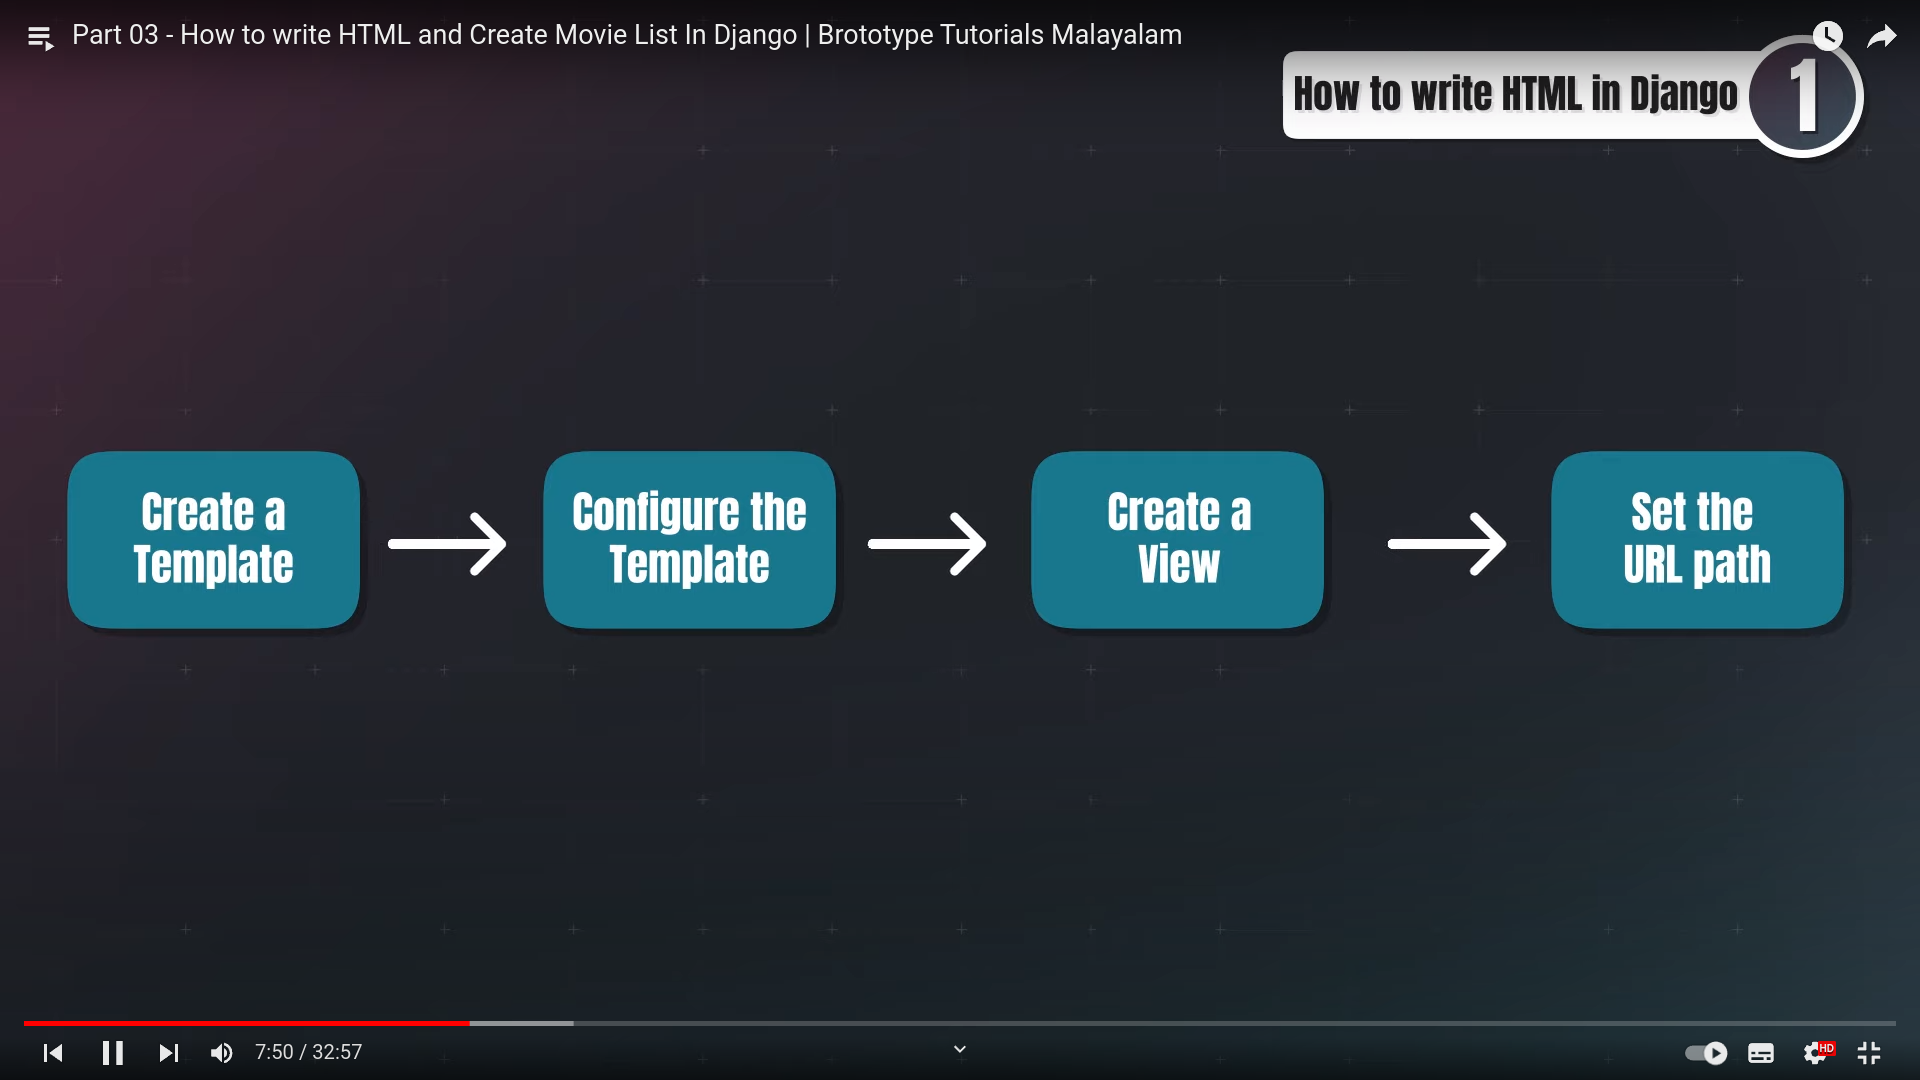 Part 03 - How to write HTML and Create Movie List In Django | Brototype Tutorials Malayalam
How to write HTML in Django
1
Create a
Template
Configure the
Template
Create a
View
Set the
URL path
7:50 / 32:57
HD